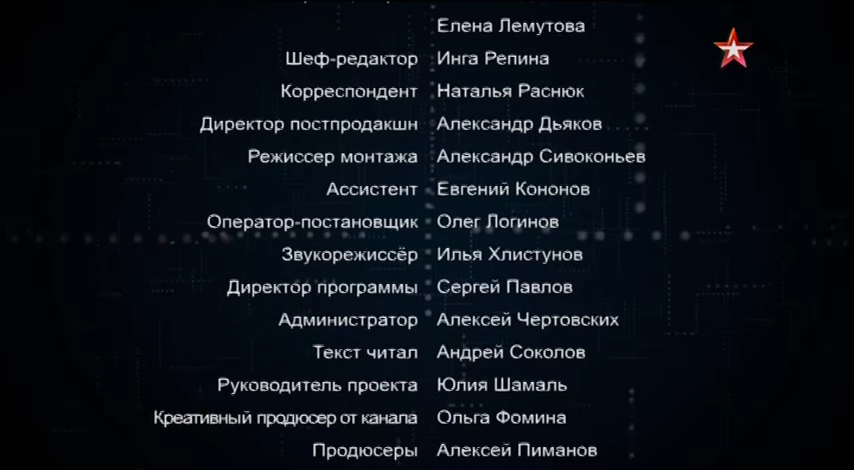 Елена Лемутова
Шеф-редактор Инга Репина
Корреспондент Наталья Раснюк
Директор постпродакшн Александр Дьяков
Режиссер монтажа Александр Сивоконьев
Ассистент Евгений Кононов
Оператор-постановщик Олег Логинов
Звукорежиссёр Илья Хлистунов
Директор программы Сергей Павлов
Администратор Алексей Чертовских
Текст читал Андрей Соколов
Руководитель проекта Юлия Шамаль
Креативный продюсер от канала Ольга Фомина
Продюсеры Алексей Пиманов